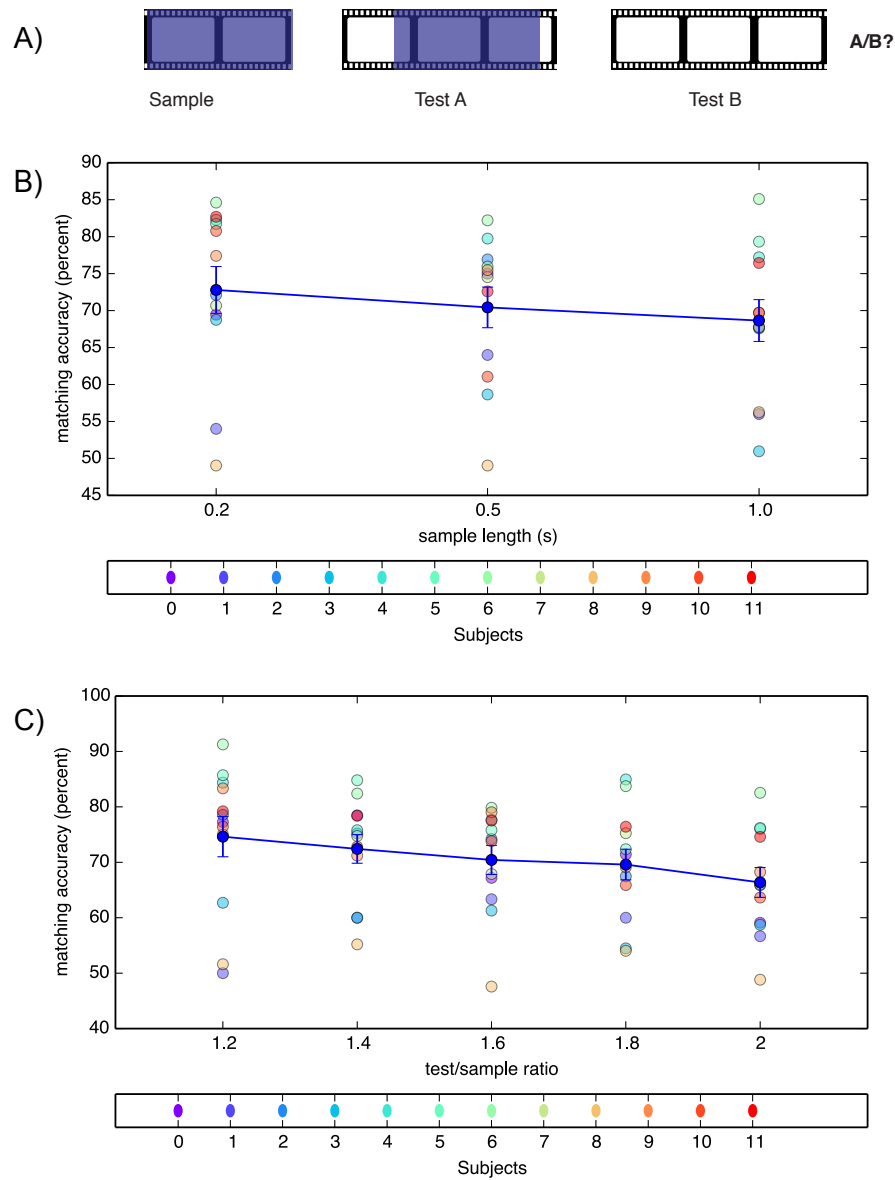 A)
A/B?
Sample Test A Test B
B)
matching accuracy (percent)
90
85
80
75
70
65
60
55
50
45
0.2 0.5 1.0
sample length (s)
0 1 2 3 4 5 6 7 8 9 10 11
Subjects
C)
matching accuracy (percent)
100
90
80
70
60
50
40
1.2 1.4 1.6 1.8 2
test/sample ratio
0 1 2 3 4 5 6 7 8 9 10 11
Subjects